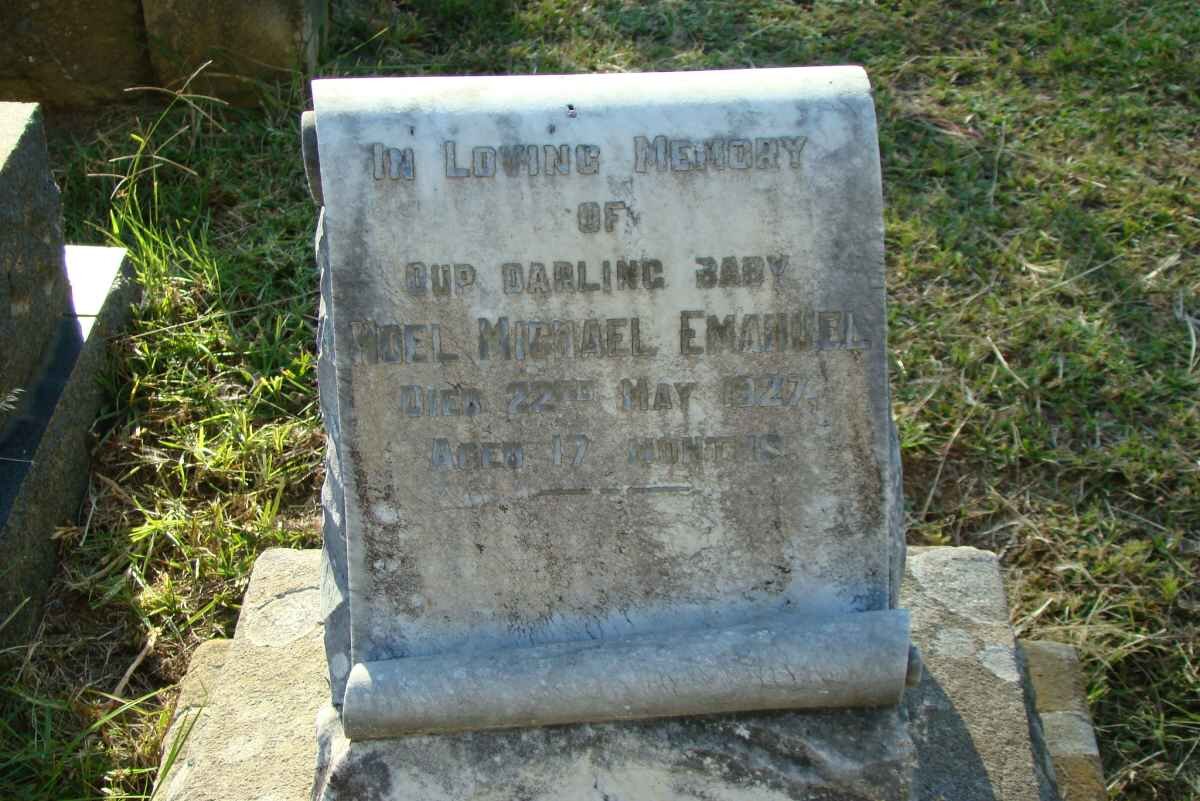 IN LOVING MEMORY
OF
OUR DARLING BABY
NOEL MICHAEL EMANUEL
DIED 22ND MAY 1927.
AGED 17 MONTHS